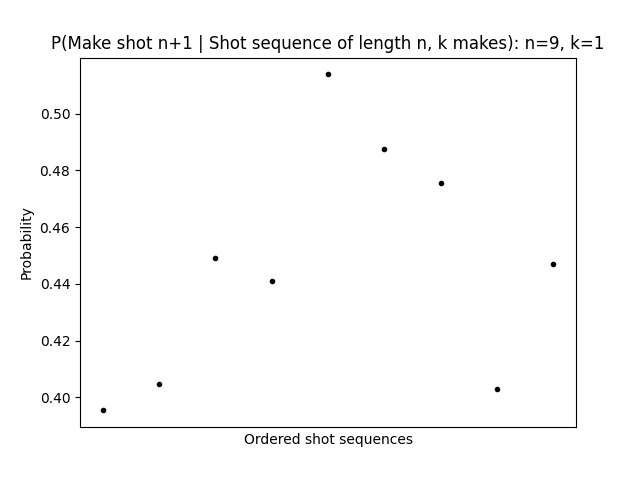 P(Make shot n+1 | Shot sequence of length n, k makes): n=9, k=1
0.50
0.48
0.46
0.44
0.42
0.40
Probability
Ordered shot sequences